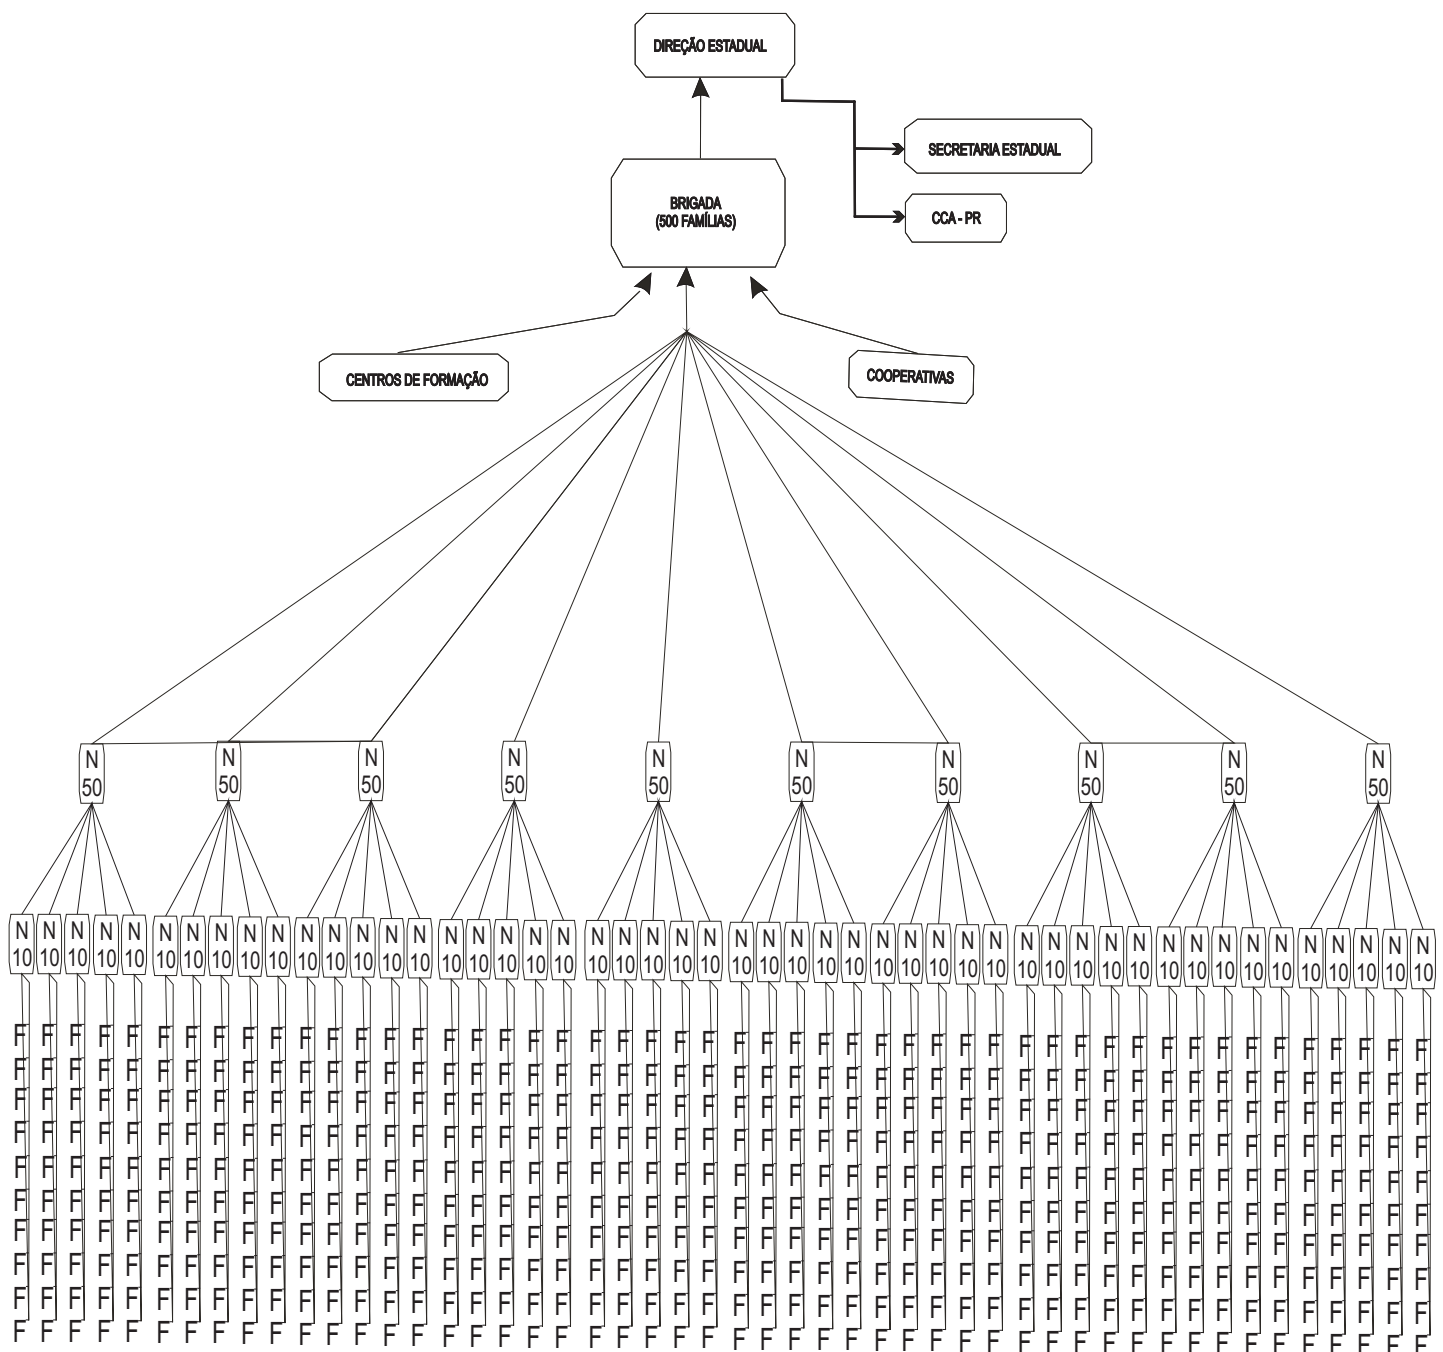 DIREÇÃO ESTADUAL
SECRETARIA ESTADUAL
BRIGADA
(500 FAMÍLIAS)
CCA - PR
CENTROS DE FORMAÇÃO
COOPERATIVAS
N N N N N N N N N N
50 50 50 50 50 50 50 50 50 50
N N N N N N N N N N N N N N N N N N N N N N N N N N N N N N N N N N N N N N N N N N N N N N N N N N
10 10 10 10 10 10 10 10 10 10 10 10 10 10 10 10 10 10 10 10 10 10 10 10 10 10 10 10 10 10 10 10 10 10 10 10 10 10 10 10 10 10 10 10 10 10 10 10 10 10
F F F F F F F F F F F F F F F F F F F F F F F F F F F F F F F F F F F F F F F F F F F F F F F F F F
F F F F F F F F F F F F F F F F F F F F F F F F F F F F F F F F F F F F F F F F F F F F F F F F F F
F F F F F F F F F F F F F F F F F F F F F F F F F F F F F F F F F F F F F F F F F F F F F F F F F F
F F F F F F F F F F F F F F F F F F F F F F F F F F F F F F F F F F F F F F F F F F F F F F F F F F
F F F F F F F F F F F F F F F F F F F F F F F F F F F F F F F F F F F F F F F F F F F F F F F F F F
F F F F F F F F F F F F F F F F F F F F F F F F F F F F F F F F F F F F F F F F F F F F F F F F F F
F F F F F F F F F F F F F F F F F F F F F F F F F F F F F F F F F F F F F F F F F F F F F F F F F F
F F F F F F F F F F F F F F F F F F F F F F F F F F F F F F F F F F F F F F F F F F F F F F F F F F
F F F F F F F F F F F F F F F F F F F F F F F F F F F F F F F F F F F F F F F F F F F F F F F F F F
F F F F F F F F F F F F F F F F F F F F F F F F F F F F F F F F F F F F F F F F F F F F F F F F F F